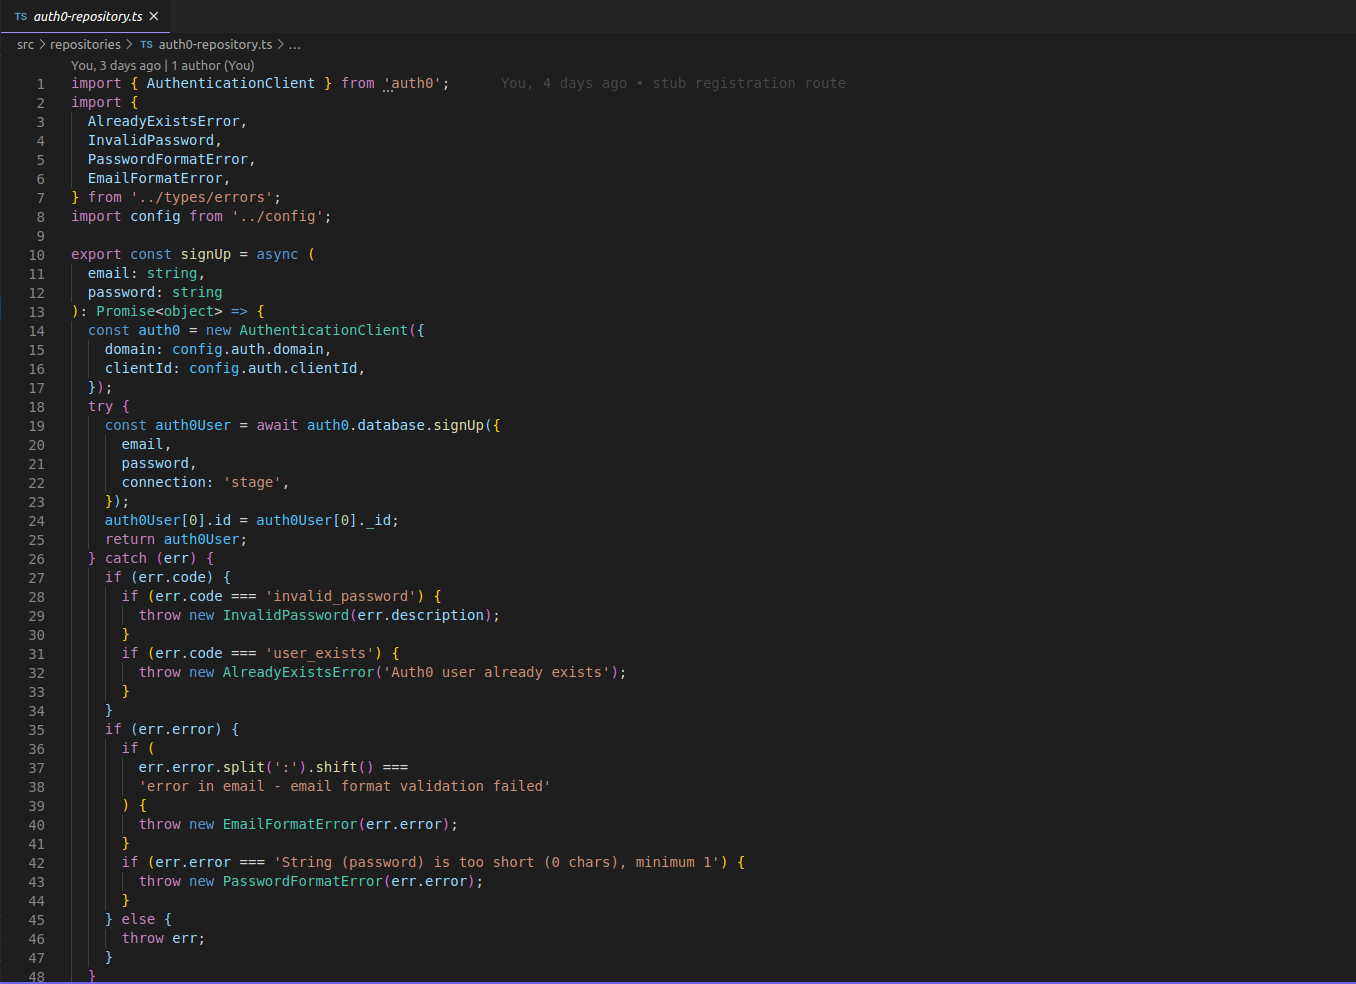 TS auth0-repository.ts ×
src > repositories > TS auth0-repository.ts > ...
You, 3 days ago | 1 author (You)
1 import { AuthenticationClient } from 'auth0'; You, 4 days ago • stub registration route
2 import {
3   AlreadyExistsError,
4   InvalidPassword,
5   PasswordFormatError,
6   EmailFormatError,
7 } from '../types/errors';
8 import config from '../config';
9
10 export const signUp = async (
11   email: string,
12   password: string
13 ): Promise<object> => {
14   const auth0 = new AuthenticationClient({
15     domain: config.auth.domain,
16     clientId: config.auth.clientId,
17   });
18   try {
19     const auth0User = await auth0.database.signUp({
20       email,
21       password,
22       connection: 'stage',
23     });
24     auth0User[0].id = auth0User[0]._id;
25     return auth0User;
26   } catch (err) {
27     if (err.code) {
28       if (err.code === 'invalid_password') {
29         throw new InvalidPassword(err.description);
30       }
31       if (err.code === 'user_exists') {
32         throw new AlreadyExistsError('Auth0 user already exists');
33       }
34     }
35     if (err.error) {
36       if (
37         err.error.split(':').shift() ===
38         'error in email - email format validation failed'
39       ) {
40         throw new EmailFormatError(err.error);
41       }
42       if (err.error === 'String (password) is too short (0 chars), minimum 1') {
43         throw new PasswordFormatError(err.error);
44       }
45     } else {
46       throw err;
47     }
48   }